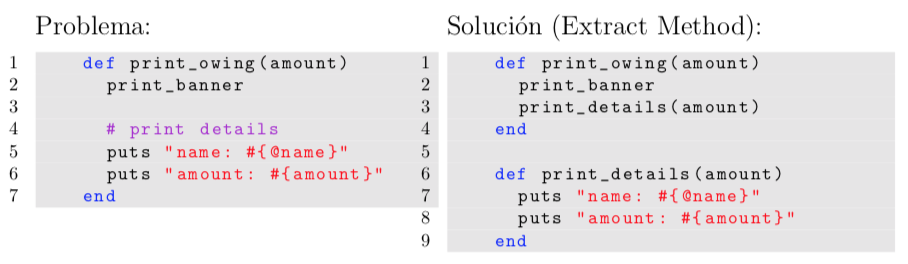 Problema:
1 def print_owing(amount)
2 print_banner
3
4 # print details
5 puts "name: #{@name}"
6 puts "amount: #{amount}"
7 end
Solución (Extract Method):
1 def print_owing(amount)
2 print_banner
3 print_details(amount)
4 end
5
6 def print_details(amount)
7 puts "name: #{@name}"
8 puts "amount: #{amount}"
9 end